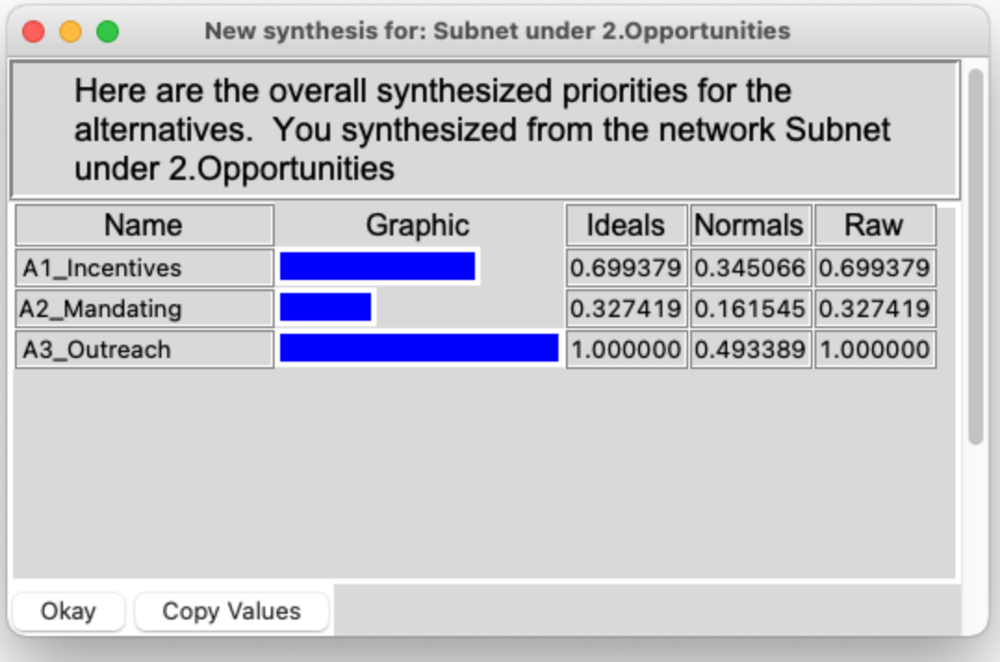 New synthesis for: Subnet under 2.Opportunities
Here are the overall synthesized priorities for the
alternatives.  You synthesized from the network Subnet
under 2.Opportunities
Name Graphic Ideals Normals Raw
A1_Incentives 0.699379 0.345066 0.699379
A2_Mandating 0.327419 0.161545 0.327419
A3_Outreach 1.000000 0.493389 1.000000
Okay Copy Values